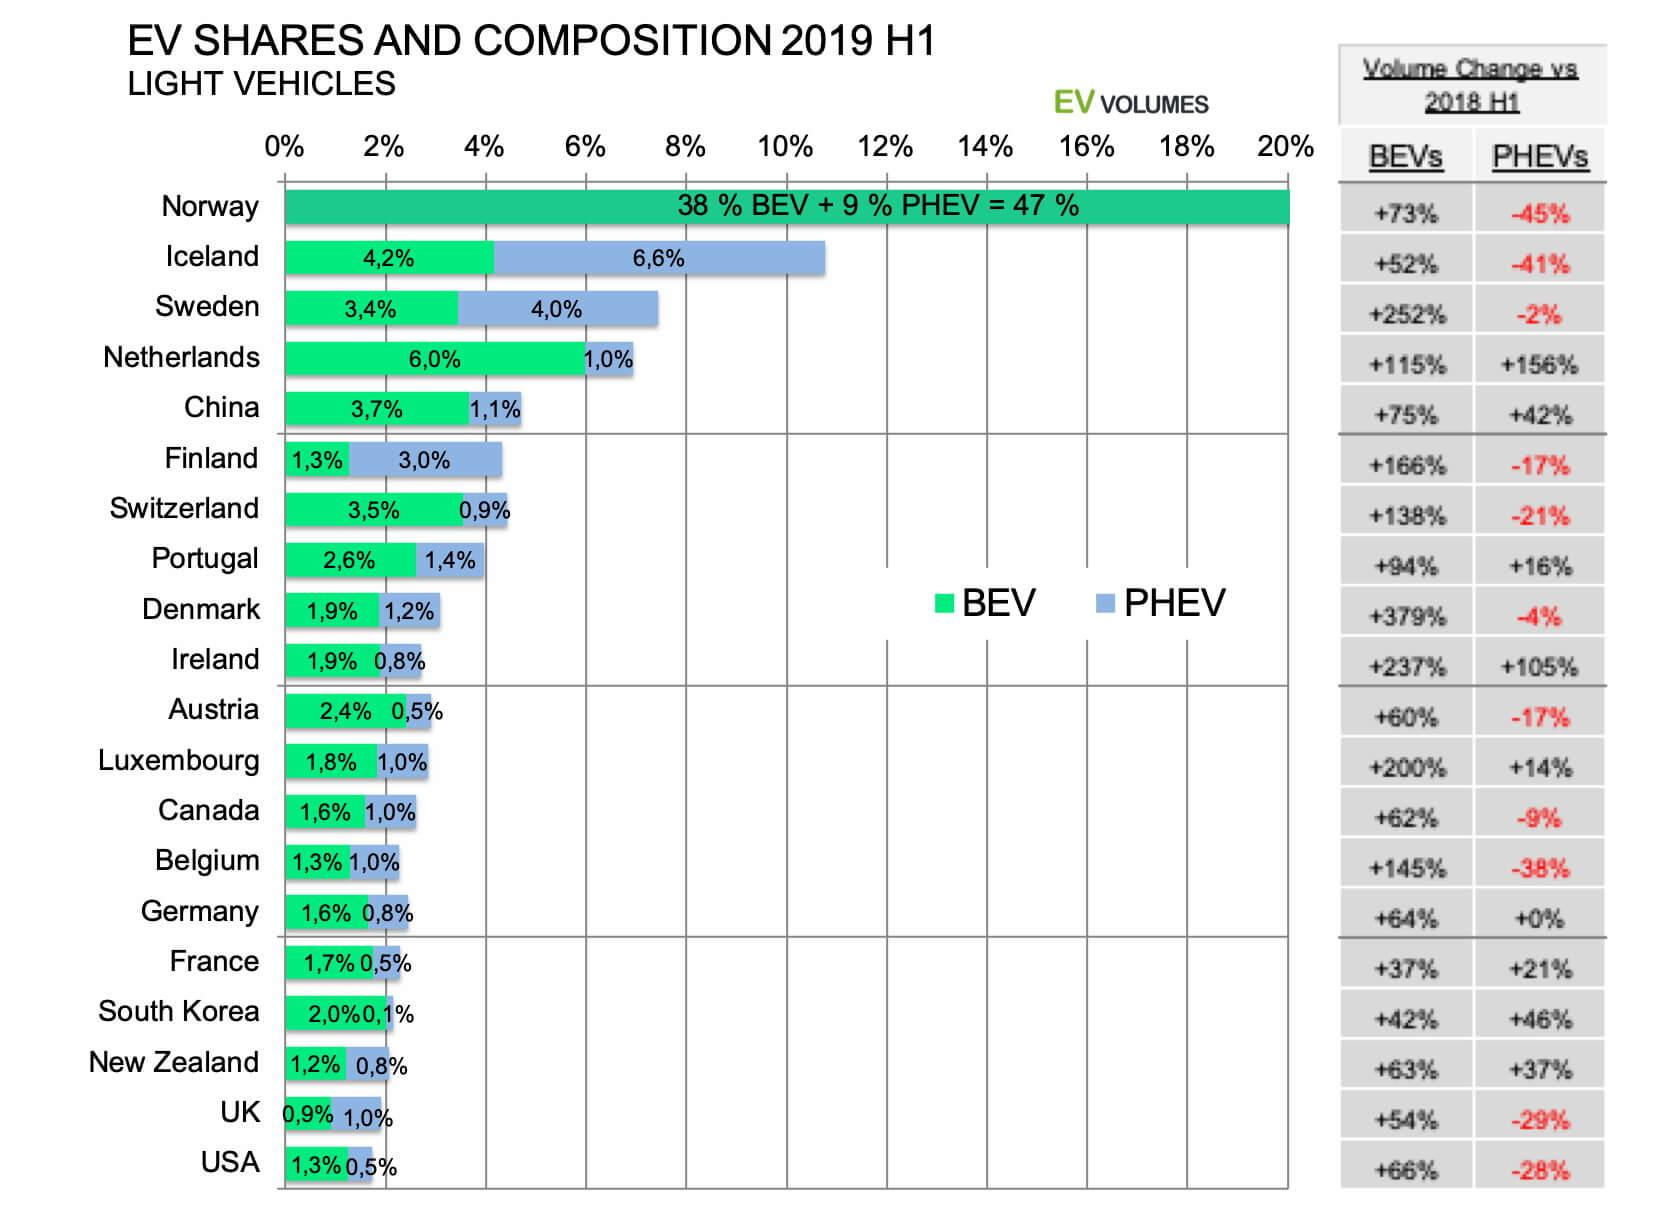 EV SHARES AND COMPOSITION 2019 H1
LIGHT VEHICLES
EV VOLUMES
Volume Change vs
2018 H1
BEVs PHEVs
0% 2% 4% 6% 8% 10% 12% 14% 16% 18% 20%
Norway 38 % BEV + 9 % PHEV = 47 % +73% -45%
Iceland 4,2% 6,6% +52% -41%
Sweden 3,4% 4,0% +252% -2%
Netherlands 6,0% 1,0% +115% +156%
China 3,7% 1,1% +75% +42%
Finland 1,3% 3,0% +166% -17%
Switzerland 3,5% 0,9% +138% -21%
Portugal 2,6% 1,4% +94% +16%
BEV PHEV
Denmark 1,9% 1,2% +379% -4%
Ireland 1,9% 0,8% +237% +105%
Austria 2,4% 0,5% +60% -17%
Luxembourg 1,8% 1,0% +200% +14%
Canada 1,6% 1,0% +62% -9%
Belgium 1,3% 1,0% +145% -38%
Germany 1,6% 0,8% +64% +0%
France 1,7% 0,5% +37% +21%
South Korea 2,0% 0,1% +42% +46%
New Zealand 1,2% 0,8% +63% +37%
UK 0,9% 1,0% +54% -29%
USA 1,3% 0,5% +66% -28%